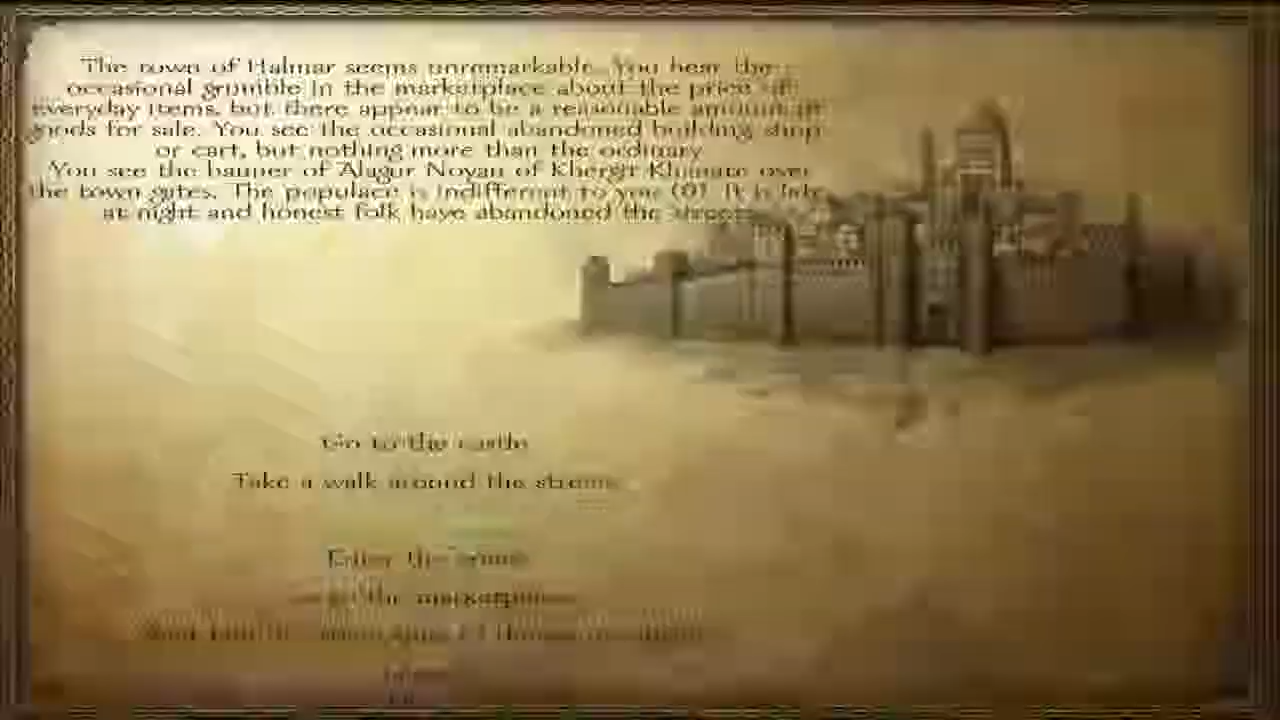 The town of Halmar seems unremarkable. You hear the
occasional grumble in the marketplace about the price of
everyday items, but there appear to be a reasonable amount of
goods for sale. You see the occasional abandoned building shop
or cart, but nothing more than the ordinary
You see the banner of Alagur Noyan of Khergit Khanate over
the town gates. The populace is indifferent to you (0). It is late
at night and honest folk have abandoned the streets
Go to the castle
Take a walk around the streets
Enter the
the marketplace